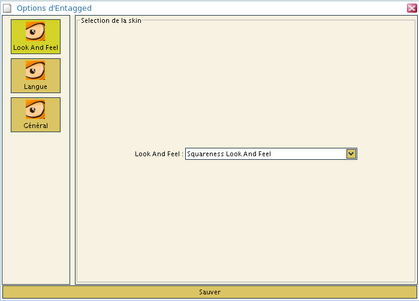 Options d'Entagged
Selection de la skin
Look And Feel
Langue
Général
Look And Feel : Squareness Look And Feel
Sauver